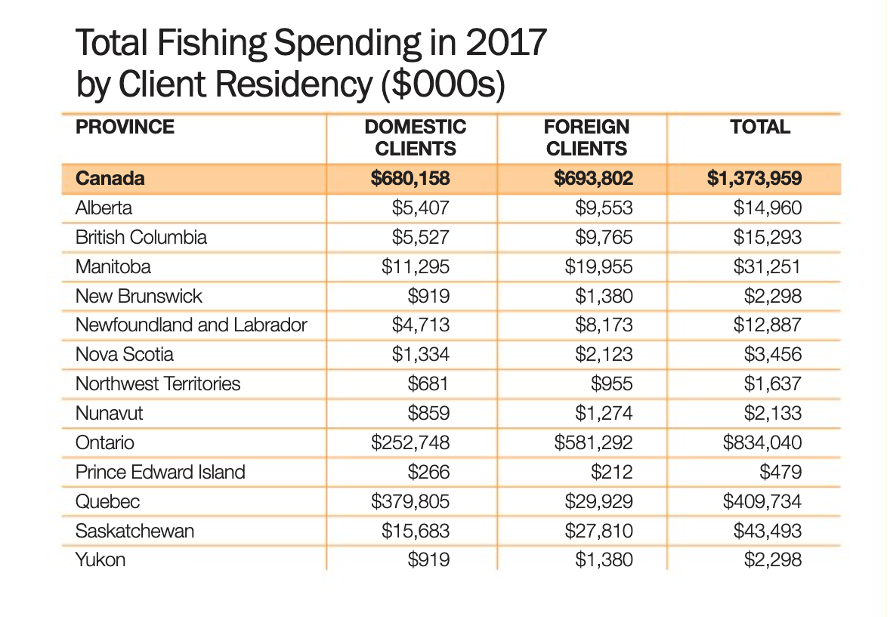 Total Fishing Spending in 2017
by Client Residency ($000s)
PROVINCE DOMESTIC CLIENTS FOREIGN CLIENTS TOTAL
Canada $680,158 $693,802 $1,373,959
Alberta $5,407 $9,553 $14,960
British Columbia $5,527 $9,765 $15,293
Manitoba $11,295 $19,955 $31,251
New Brunswick $919 $1,380 $2,298
Newfoundland and Labrador $4,713 $8,173 $12,887
Nova Scotia $1,334 $2,123 $3,456
Northwest Territories $681 $955 $1,637
Nunavut $859 $1,274 $2,133
Ontario $252,748 $581,292 $834,040
Prince Edward Island $266 $212 $479
Quebec $379,805 $29,929 $409,734
Saskatchewan $15,683 $27,810 $43,493
Yukon $919 $1,380 $2,298